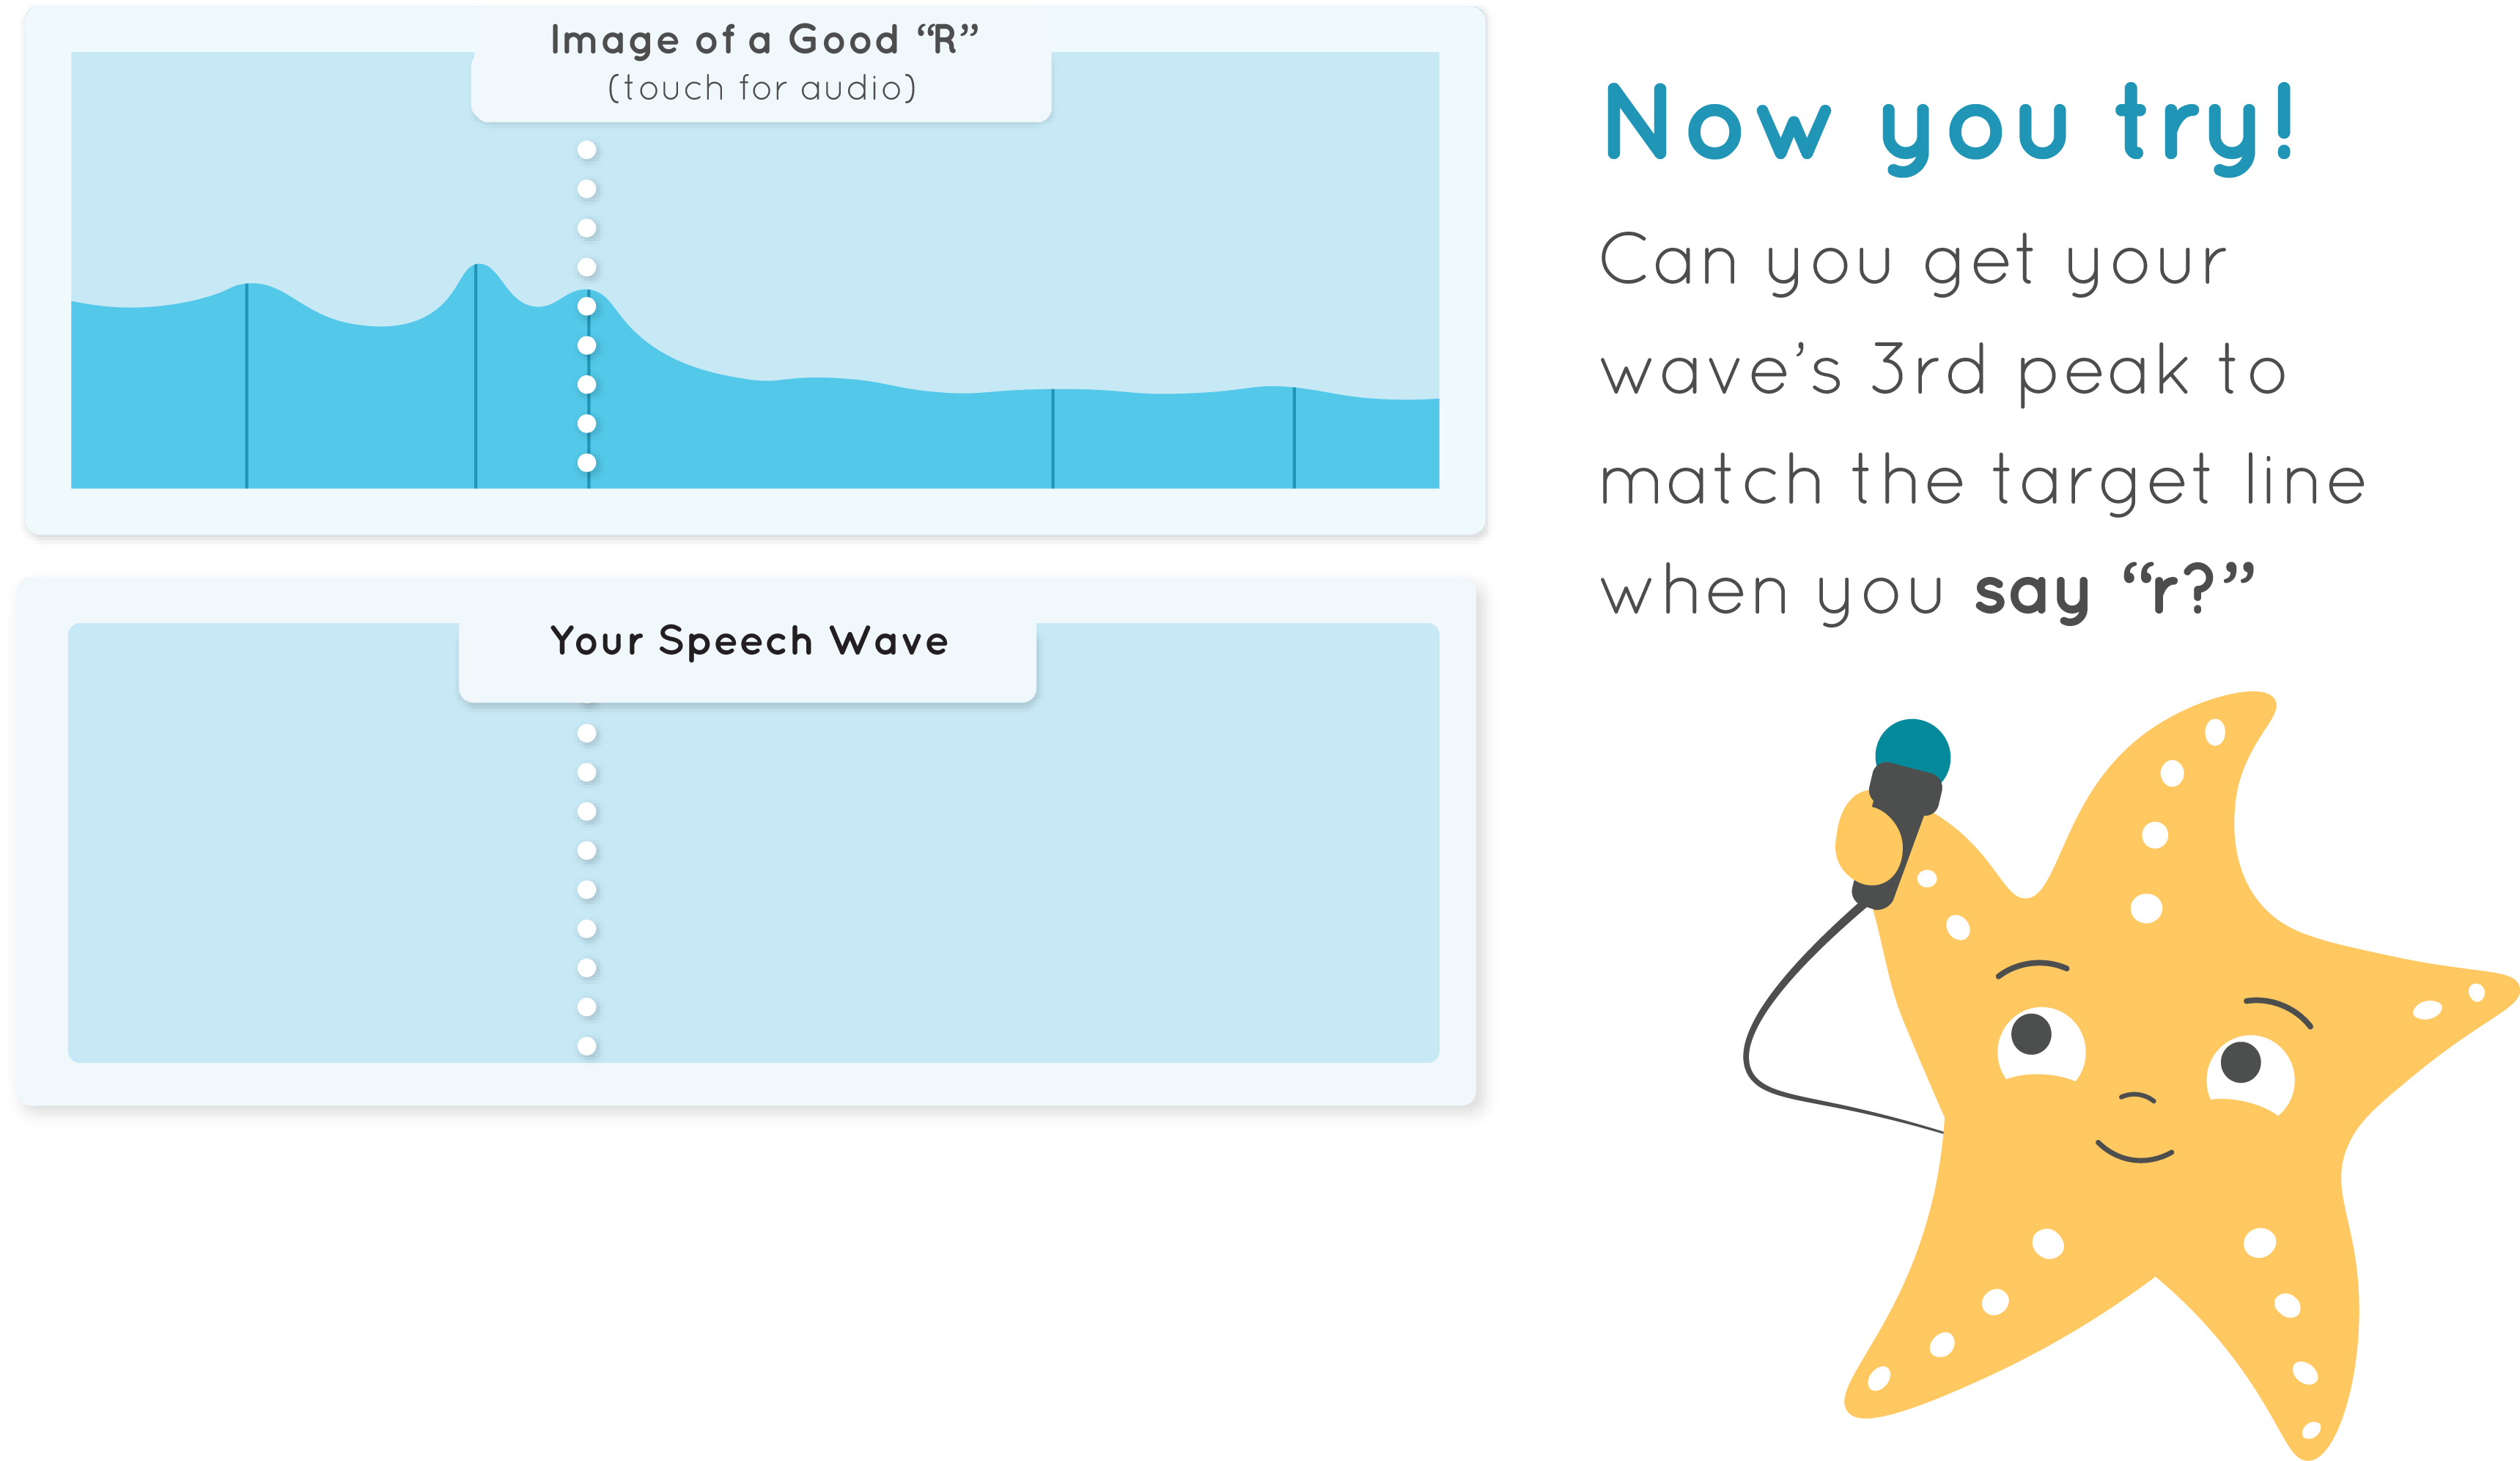 Image of a Good “R”
(touch for audio)
Your Speech Wave
Now you try!
Can you get your
wave’s 3rd peak to
match the target line
when you say “r?”